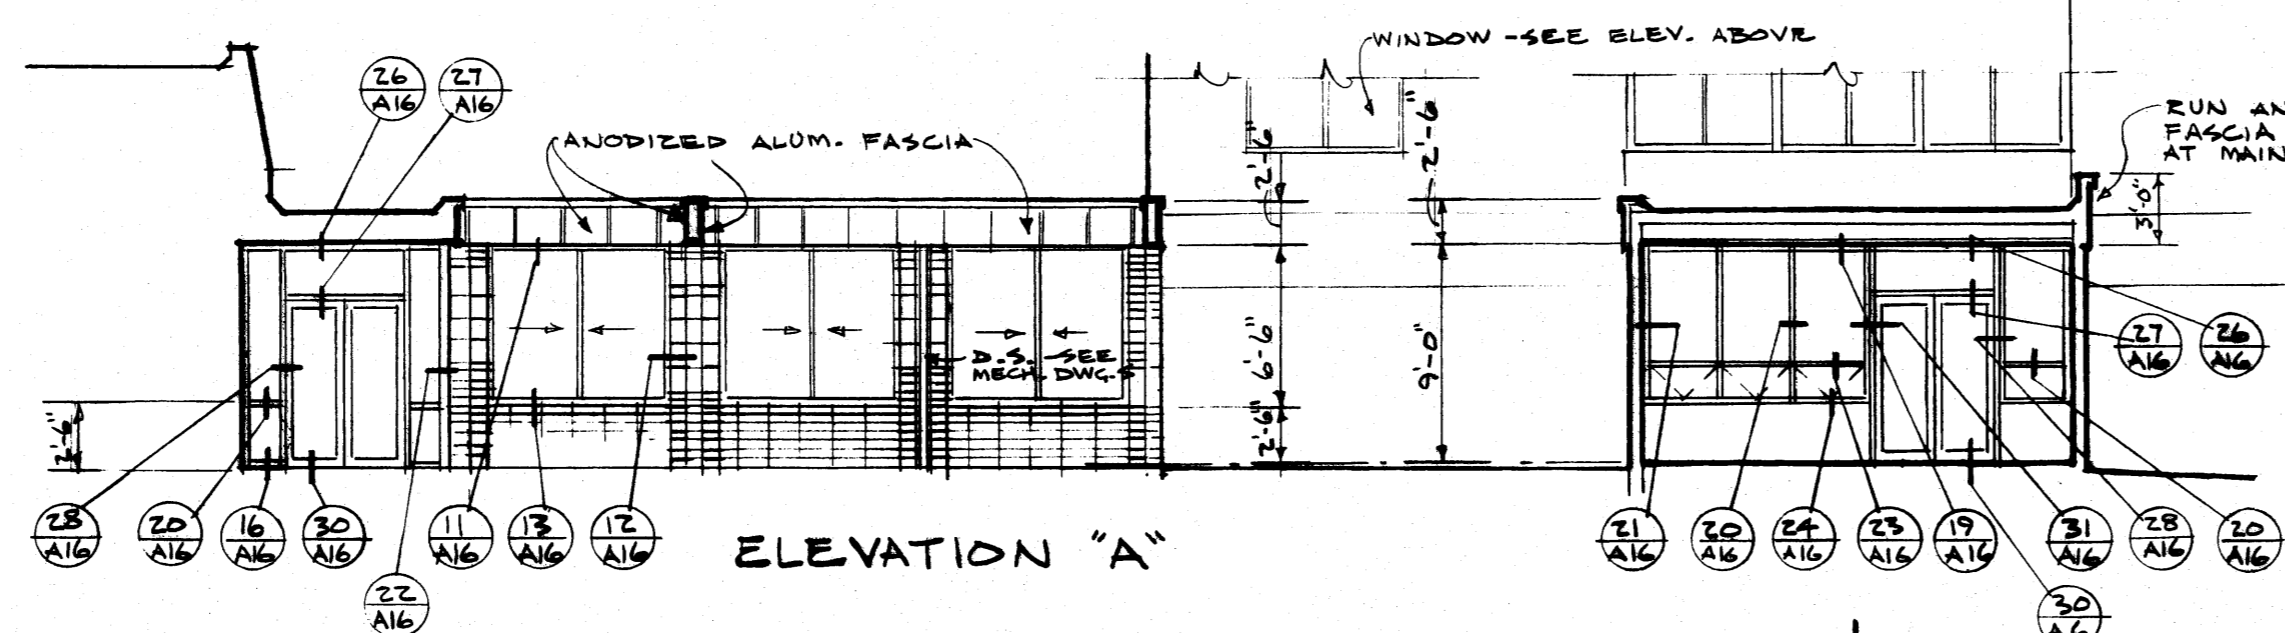 WINDOW - SEE ELEV. ABOVE
26
A16
27
A16
ANODIZED ALUM. FASCIA
2'-6"
2'-6"
RUN AN
FASCIA
AT MAIN
3'-0"
D.S. - SEE
MECH. DWG.S
6'-6"
9'-0"
2'-6"
2'-6"
27
A16
26
A16
28
A16
20
A16
16
A16
30
A16
22
A16
11
A16
13
A16
12
A16
ELEVATION "A"
21
A16
20
A16
24
A16
23
A16
19
A16
31
A16
28
A16
20
A16
30
A16